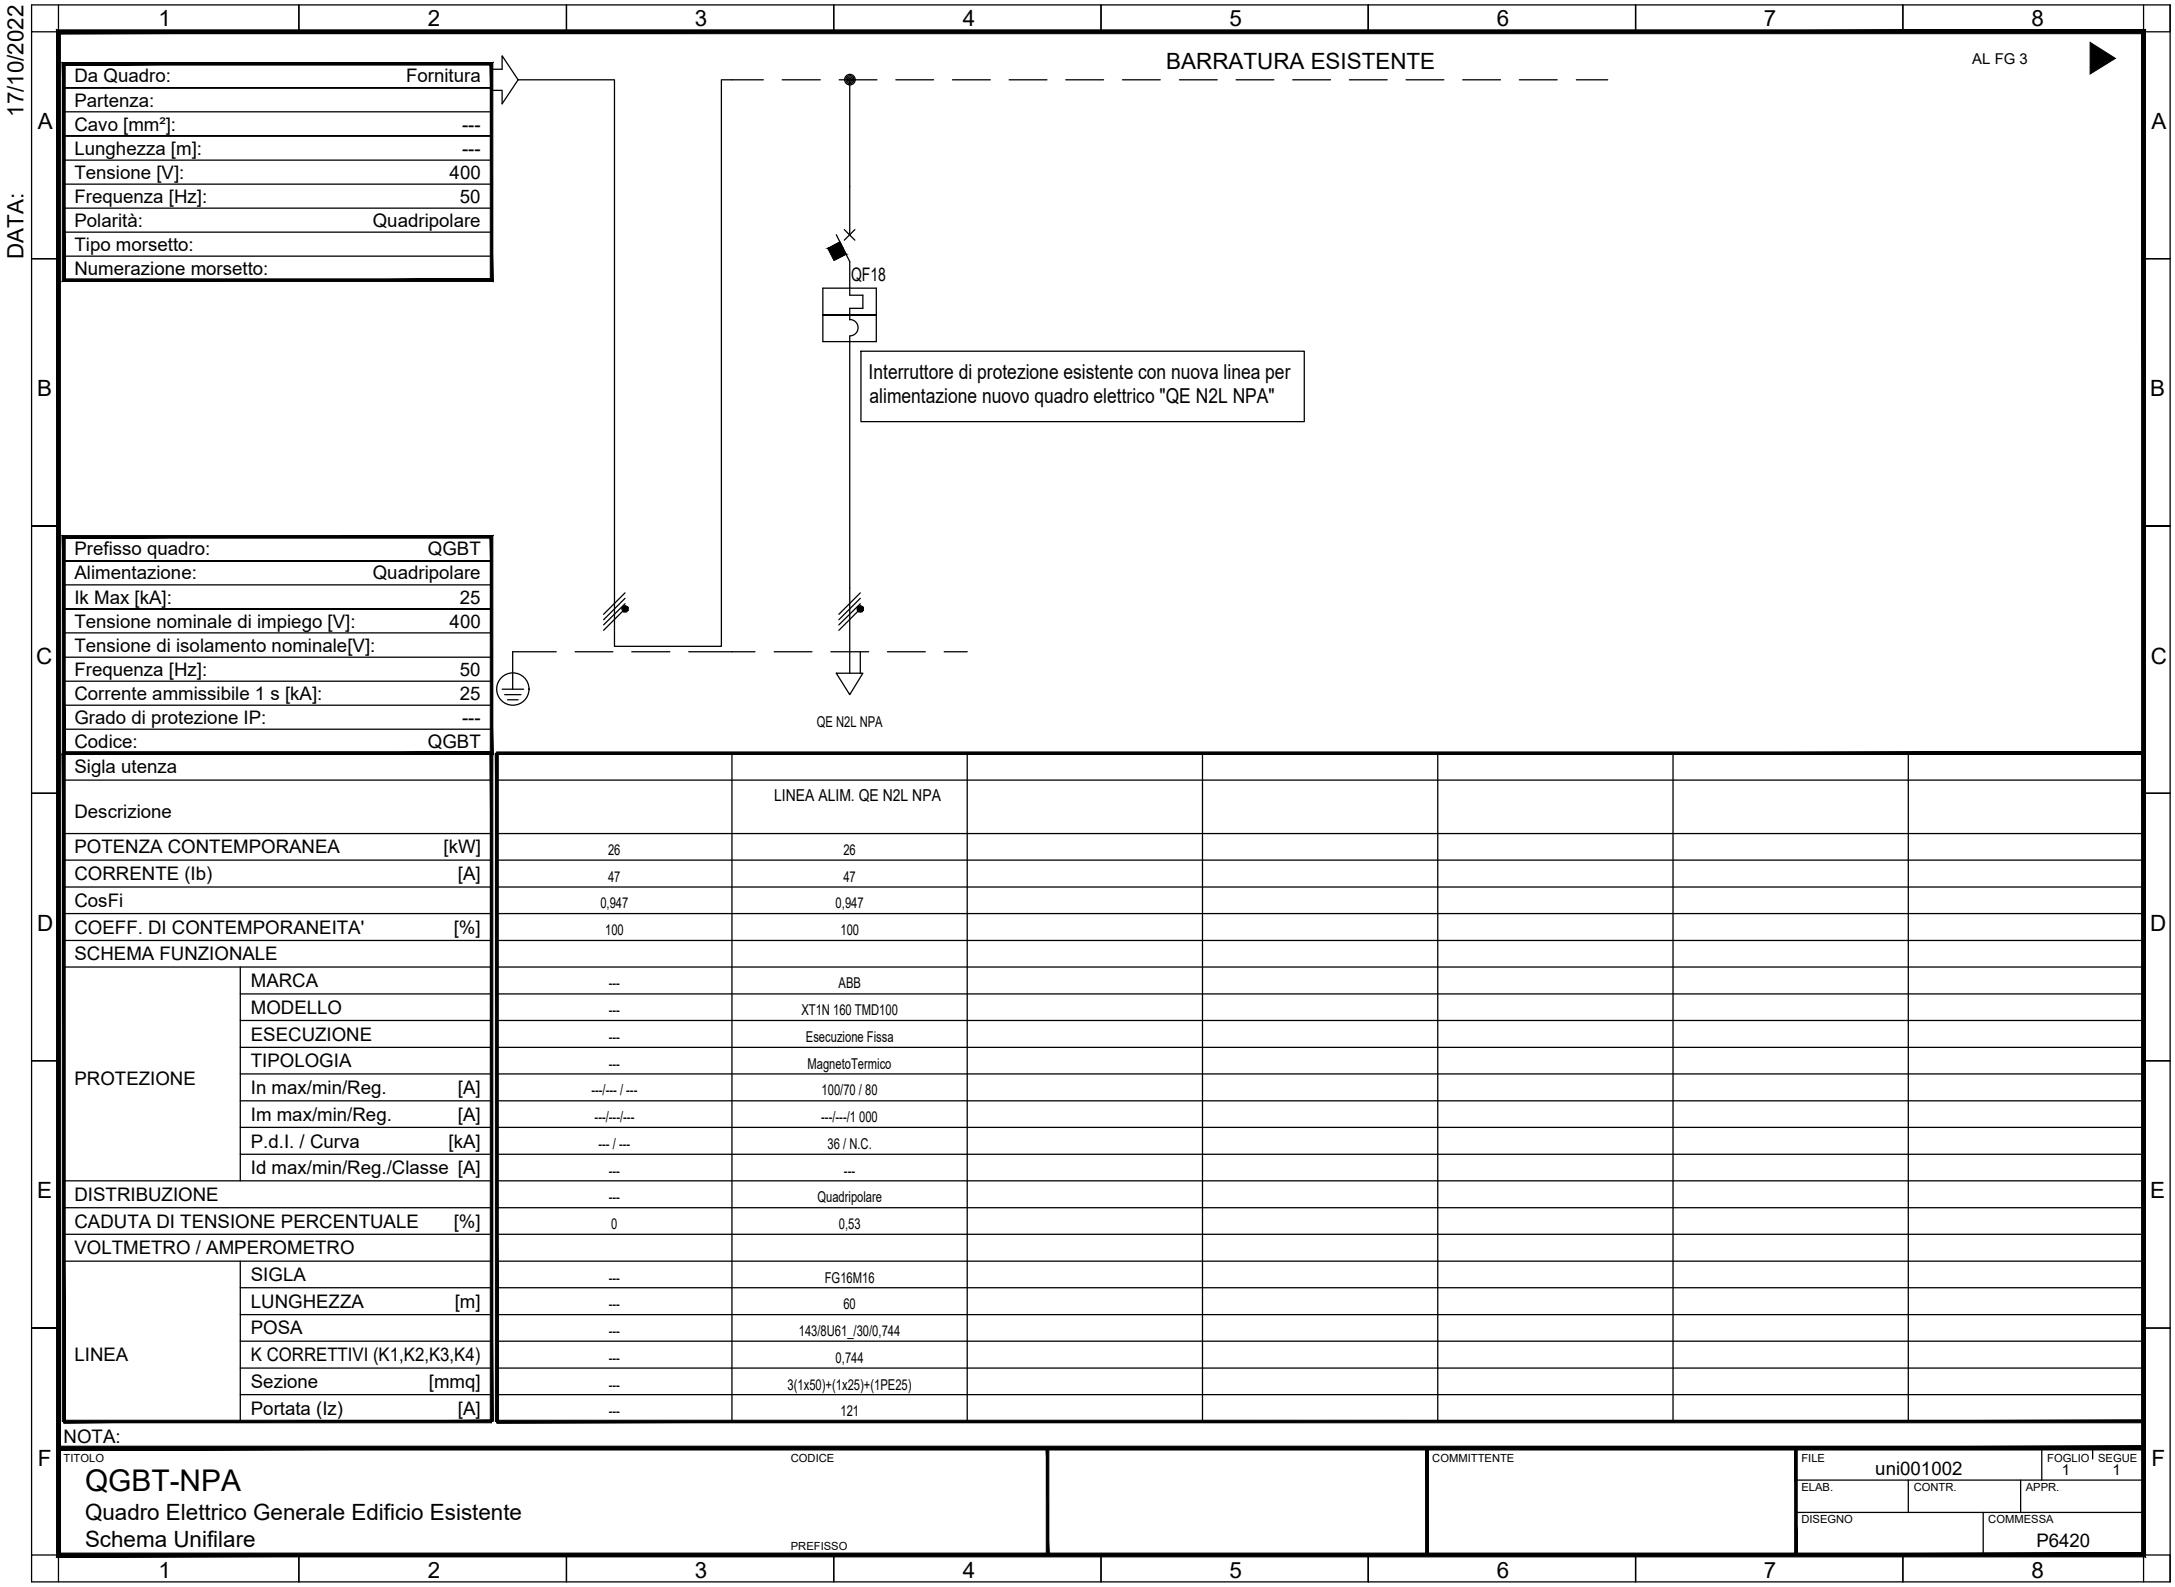 DATA: 17/10/2022
1 2 3 4 5 6 7 8
A A
B B
C C
D D
E E
F F
BARRATURA ESISTENTE
AL FG 3
Da Quadro: Fornitura
Partenza:
Cavo [mm²]: ---
Lunghezza [m]: ---
Tensione [V]: 400
Frequenza [Hz]: 50
Polarità: Quadripolare
Tipo morsetto:
Numerazione morsetto:
QF18
Interruttore di protezione esistente con nuova linea per
alimentazione nuovo quadro elettrico "QE N2L NPA"
Prefisso quadro: QGBT
Alimentazione: Quadripolare
Ik Max [kA]: 25
Tensione nominale di impiego [V]: 400
Tensione di isolamento nominale[V]:
Frequenza [Hz]: 50
Corrente ammissibile 1 s [kA]: 25
Grado di protezione IP: ---
Codice: QGBT
QE N2L NPA
Sigla utenza
Descrizione LINEA ALIM. QE N2L NPA
POTENZA CONTEMPORANEA [kW] 26 26
CORRENTE (Ib) [A] 47 47
CosFi 0,947 0,947
COEFF. DI CONTEMPORANEITA' [%] 100 100
SCHEMA FUNZIONALE
PROTEZIONE
MARCA --- ABB
MODELLO --- XT1N 160 TMD100
ESECUZIONE --- Esecuzione Fissa
TIPOLOGIA --- MagnetoTermico
In max/min/Reg. [A] ---/--- / --- 100/70 / 80
Im max/min/Reg. [A] ---/---/--- ---/---/1 000
P.d.I. / Curva [kA] --- / --- 36 / N.C.
Id max/min/Reg./Classe [A] --- ---
DISTRIBUZIONE --- Quadripolare
CADUTA DI TENSIONE PERCENTUALE [%] 0 0,53
VOLTMETRO / AMPEROMETRO
LINEA
SIGLA --- FG16M16
LUNGHEZZA [m] --- 60
POSA --- 143/8U61_/30/0,744
K CORRETTIVI (K1,K2,K3,K4) --- 0,744
Sezione [mmq] --- 3(1x50)+(1x25)+(1PE25)
Portata (Iz) [A] --- 121
NOTA:
TITOLO
QGBT-NPA
Quadro Elettrico Generale Edificio Esistente
Schema Unifilare
CODICE
PREFISSO
COMMITTENTE
FILE uni001002
FOGLIO 1 SEGUE 1
ELAB. CONTR. APPR.
DISEGNO COMMESSA
P6420
1 2 3 4 5 6 7 8